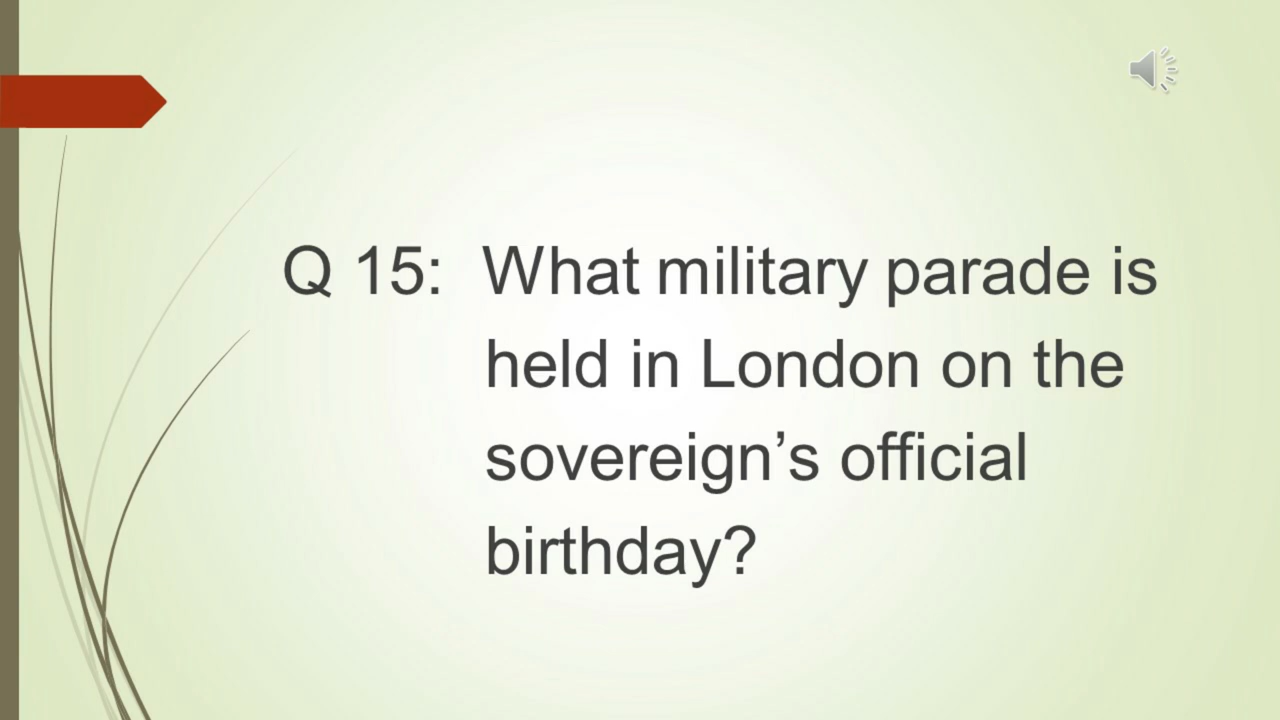 Q 15: What military parade is
held in London on the
sovereign’s official
birthday?